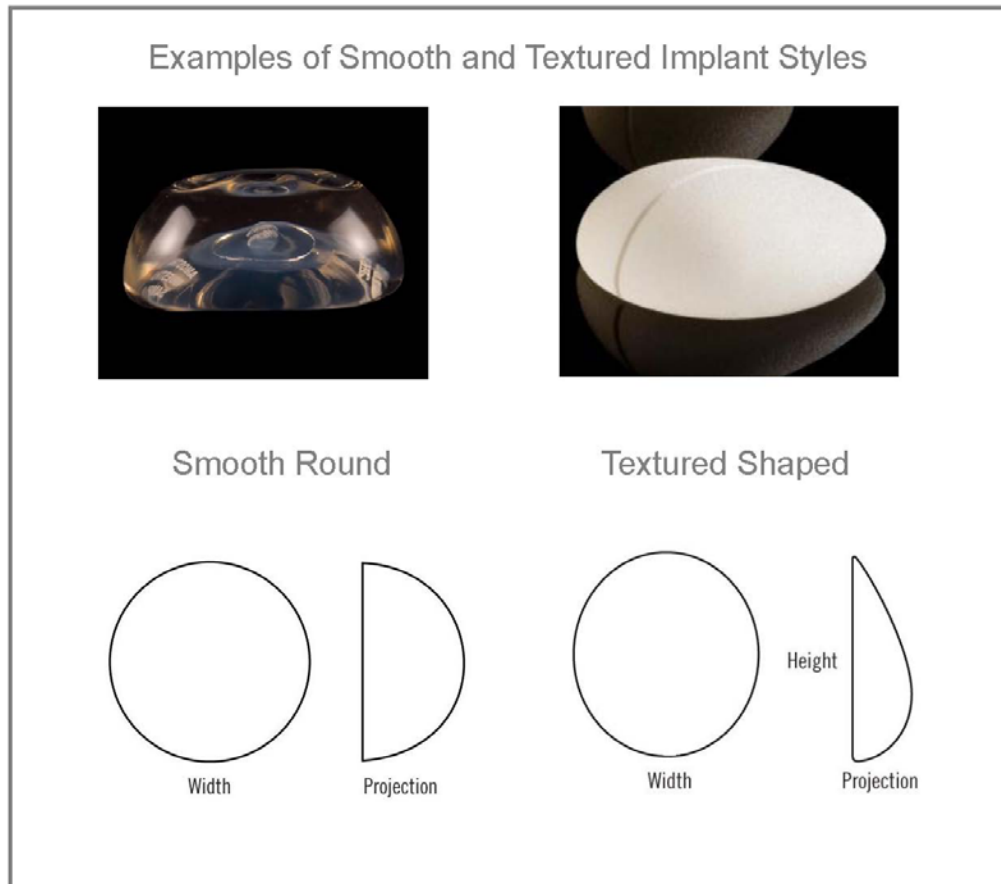 Examples of Smooth and Textured Implant Styles
Smooth Round
Textured Shaped
Height
Width
Projection
Width
Projection